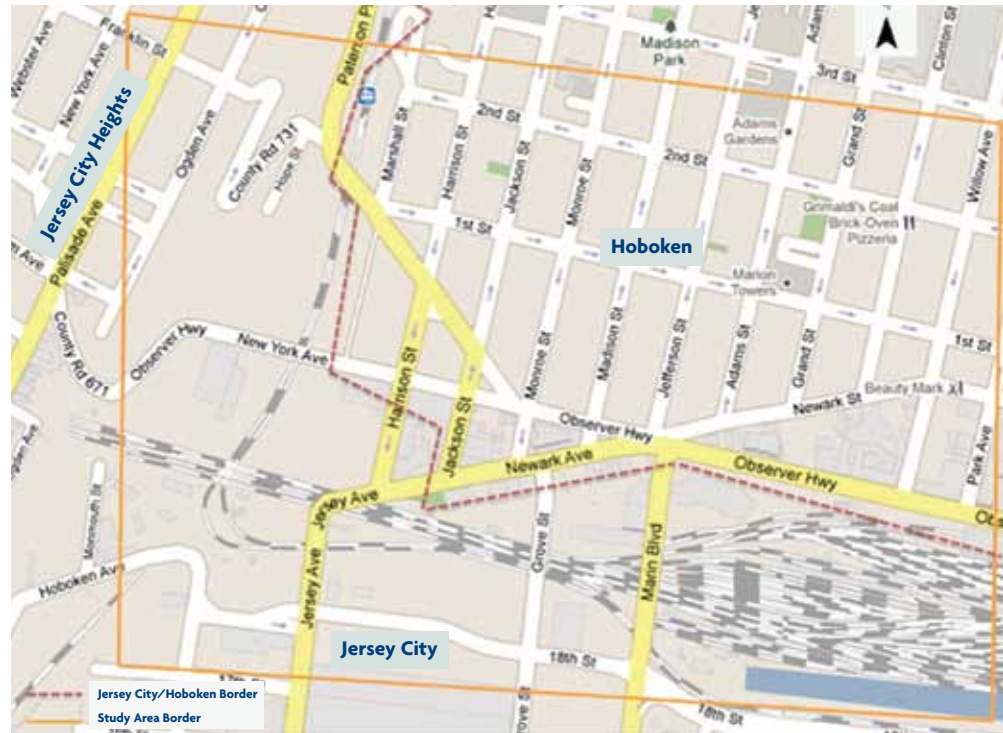 Webster Ave
New York Ave
Franklin St
Jersey City Heights
Palisade Ave
Ogden Ave
County Rd 731
Hope St
Paterson P
Madison
Park
3rd St
Clinton St
2nd St
2nd St
Adams
Gardens
Grand St
Willow Ave
Marshall St
Harrison St
Jackson St
Monroe St
1st St
Hoboken
Grimaldi's Coal
Brick-Oven
Pizzeria
Marion
Towers
County Rd 671
Observer Hwy
New York Ave
Harrison St
Jackson St
Monroe St
Madison St
Jefferson St
Adams St
Grand St
1st St
Beauty Mark
Newark St
Observer Hwy
Newark Ave
Observer Hwy
Park Ave
Jersey Ave
Monmouth St
Hoboken Av
Jersey Ave
Grove St
Marin Blvd
Jersey City
18th St
17th St
18th St
Jersey City/Hoboken Border
Study Area Border